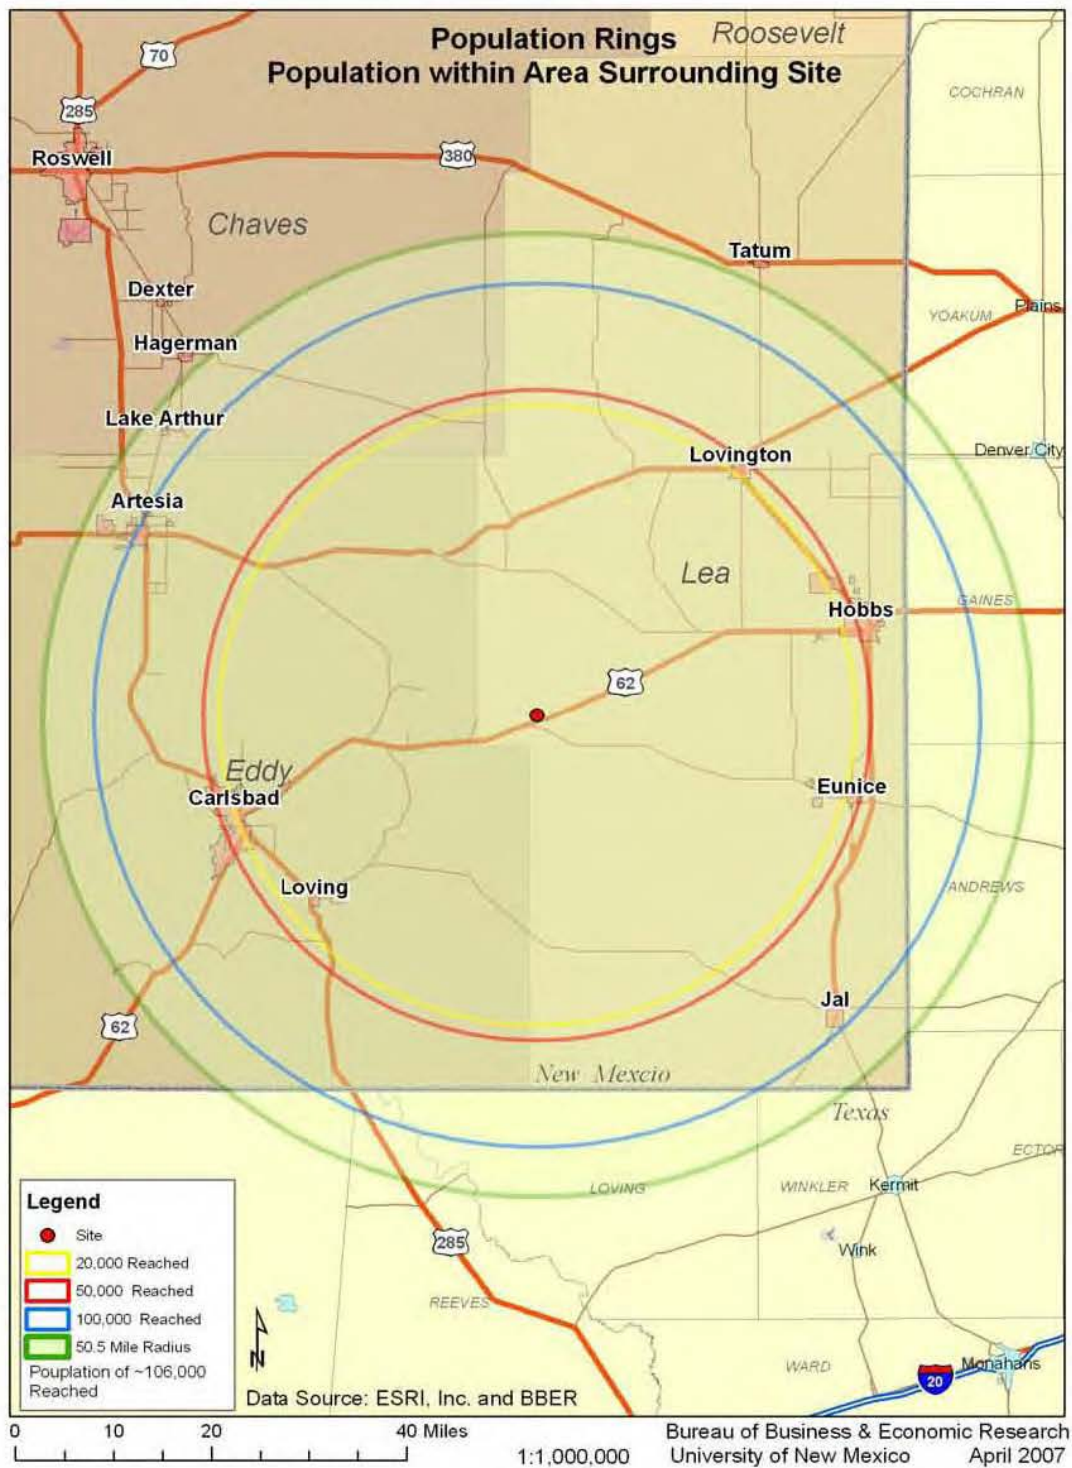 Population Rings
Population within Area Surrounding Site
Roosevelt
COCHRAN
70
285
Roswell
380
Chaves
Tatum
Dexter
Plains
YOAKUM
Hagerman
Lake Arthur
Lovington
Denver City
Artesia
Lea
Hobbs
GAINES
62
Eddy
Carlsbad
Eunice
Loving
ANDREWS
Jal
62
New Mexcio
Texas
ECTOR
LOVING
WINKLER
Kermit
285
Wink
REEVES
WARD
Monahans
20
Legend
Site
20,000 Reached
50,000 Reached
100,000 Reached
50.5 Mile Radius
Pouplation of ~106,000
Reached
N
Data Source: ESRI, Inc. and BBER
0 10 20 40 Miles
1:1,000,000
Bureau of Business & Economic Research
University of New Mexico April 2007